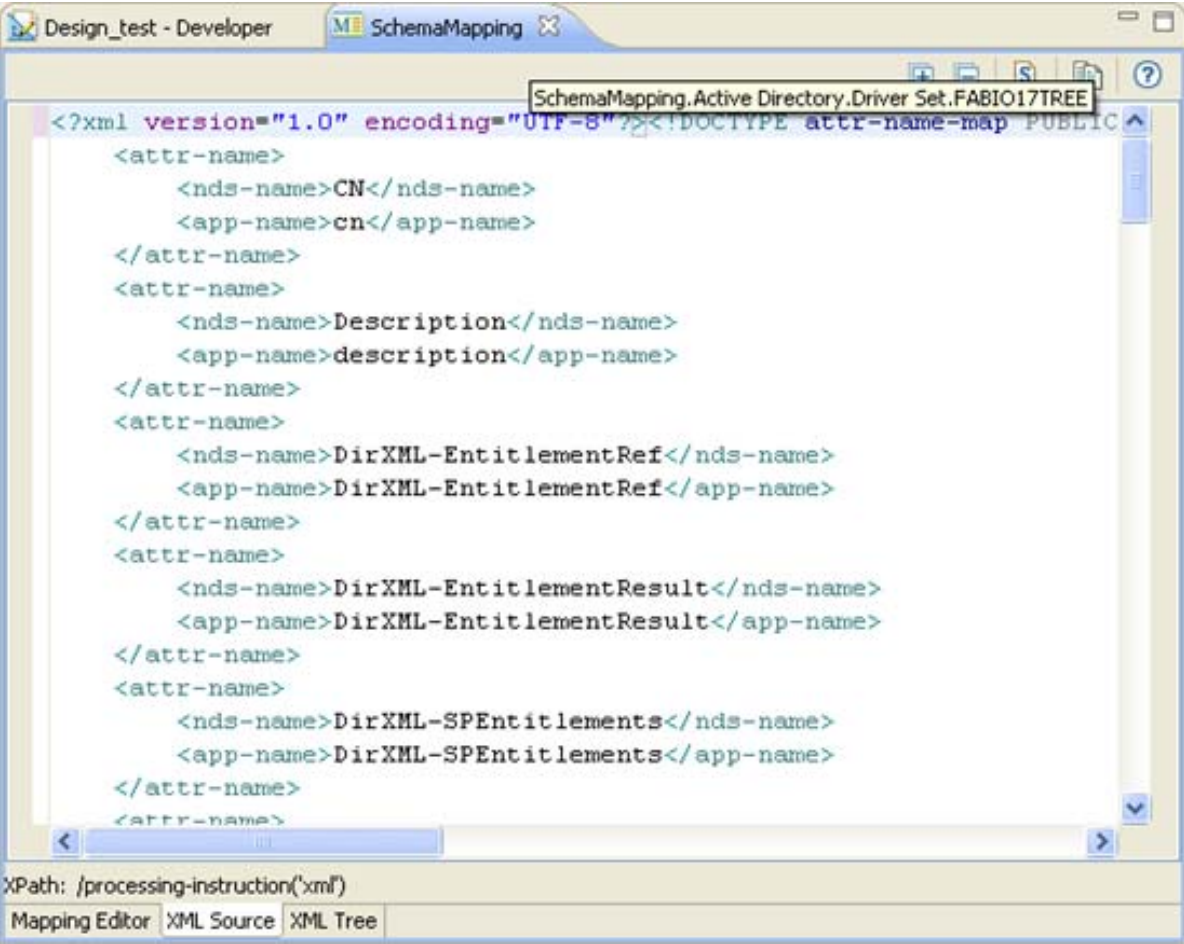 Design_test - Developer
SchemaMapping
SchemaMapping.Active Directory.Driver Set.FABIO17TREE
<?xml version="1.0" encoding="UTF-8"?><!DOCTYPE attr-name-map PUBLIC
<attr-name>
<nds-name>CN</nds-name>
<app-name>cn</app-name>
</attr-name>
<attr-name>
<nds-name>Description</nds-name>
<app-name>description</app-name>
</attr-name>
<attr-name>
<nds-name>DirXML-EntitlementRef</nds-name>
<app-name>DirXML-EntitlementRef</app-name>
</attr-name>
<attr-name>
<nds-name>DirXML-EntitlementResult</nds-name>
<app-name>DirXML-EntitlementResult</app-name>
</attr-name>
<attr-name>
<nds-name>DirXML-SPEntitlements</nds-name>
<app-name>DirXML-SPEntitlements</app-name>
</attr-name>
<attr-name>
XPath: /processing-instruction('xml')
Mapping Editor XML Source XML Tree